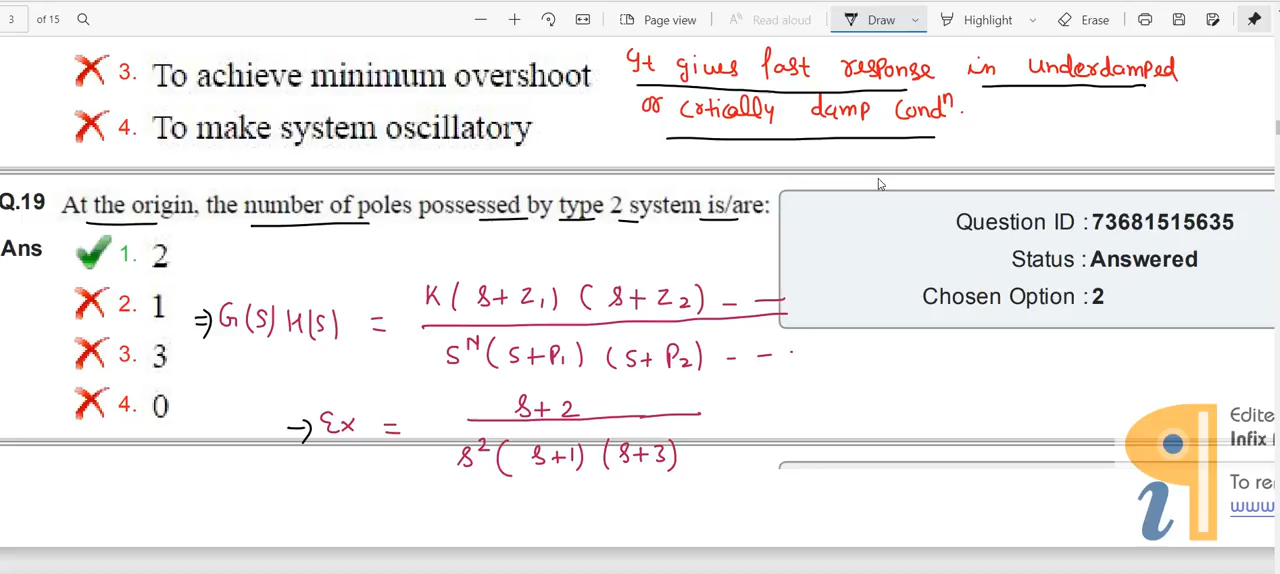 3 of 15 Page view Read aloud Draw Highlight Erase
3. To achieve minimum overshoot
It gives fast response in underdamped
4. To make system oscillatory
or crtically damp condⁿ.
Q.19 At the origin, the number of poles possessed by type 2 system is/are:
Ans
1. 2
2. 1
3. 3
4. 0
Question ID : 73681515635
Status : Answered
Chosen Option : 2
⇒ G(S) H(S) = K(S+Z₁) (S+Z₂) - — / Sᴺ(S+P₁) (S+P₂) - - .
→ Ex = S+2 / S²(S+1) (S+3)
Edite
Infix
To re
www